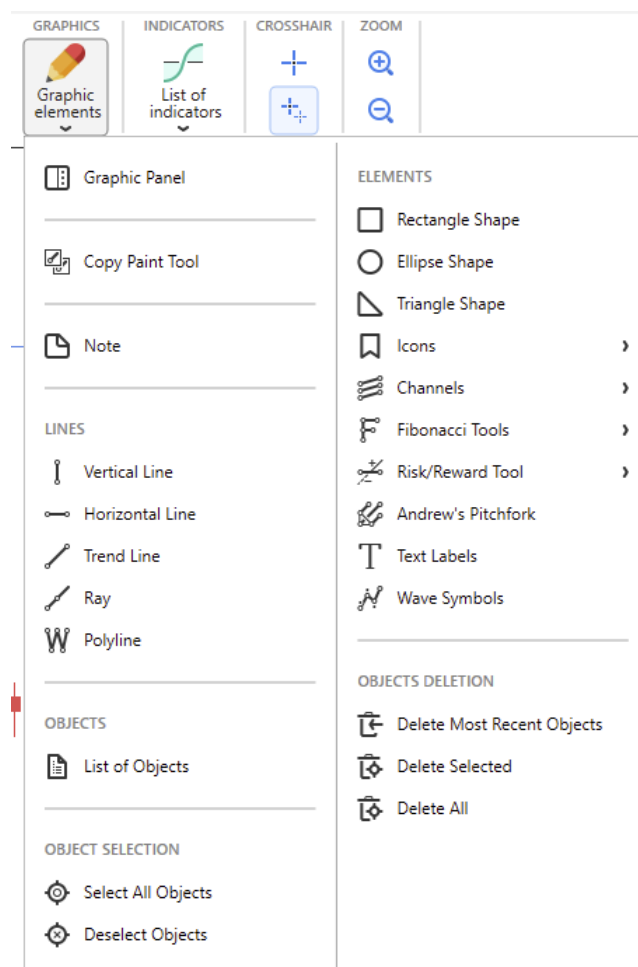 GRAPHICS
INDICATORS
CROSSHAIR
ZOOM
Graphic
elements
List of
indicators
Graphic Panel
Copy Paint Tool
Note
LINES
Vertical Line
Horizontal Line
Trend Line
Ray
Polyline
OBJECTS
List of Objects
OBJECT SELECTION
Select All Objects
Deselect Objects
ELEMENTS
Rectangle Shape
Ellipse Shape
Triangle Shape
Icons
Channels
Fibonacci Tools
Risk/Reward Tool
Andrew's Pitchfork
Text Labels
Wave Symbols
OBJECTS DELETION
Delete Most Recent Objects
Delete Selected
Delete All